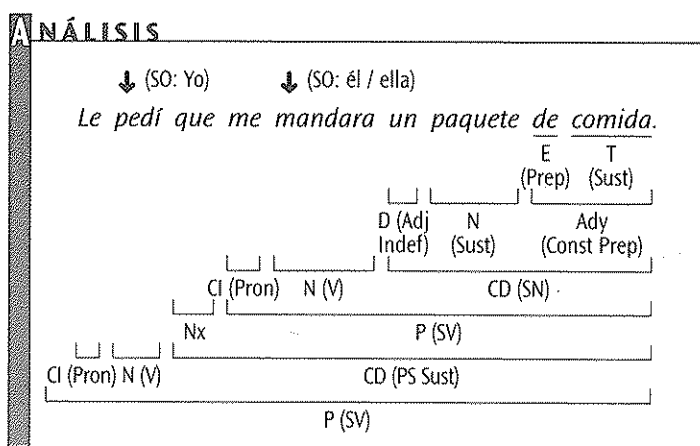 ANÁLISIS
(SO: Yo) (SO: él / ella)
Le pedí que me mandara un paquete de comida.
E T
(Prep) (Sust)
D (Adj Indef) N (Sust) Ady (Const Prep)
CI (Pron) N (V) CD (SN)
Nx P (SV)
CI (Pron) N (V) CD (PS Sust)
P (SV)